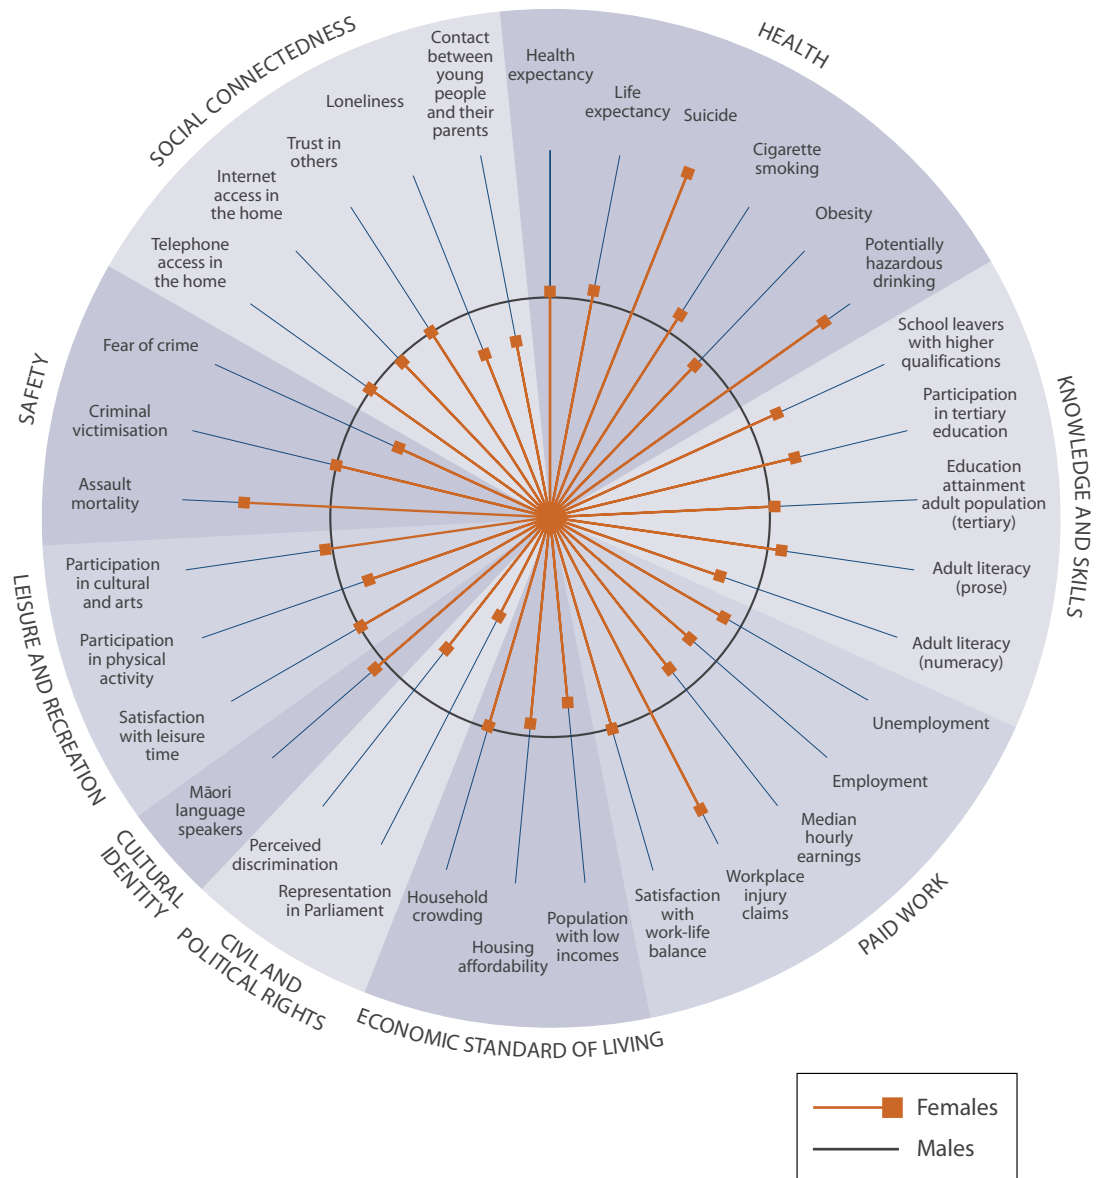 SOCIAL CONNECTEDNESS
HEALTH
KNOWLEDGE AND SKILLS
PAID WORK
ECONOMIC STANDARD OF LIVING
CIVIL AND
POLITICAL RIGHTS
CULTURAL
IDENTITY
LEISURE AND RECREATION
SAFETY
Health
expectancy
Life
expectancy
Suicide
Cigarette
smoking
Obesity
Potentially
hazardous
drinking
School leavers
with higher
qualifications
Participation
in tertiary
education
Education
attainment
adult population
(tertiary)
Adult literacy
(prose)
Adult literacy
(numeracy)
Unemployment
Employment
Median
hourly
earnings
Workplace
injury
claims
Satisfaction
with
work-life
balance
Population
with low
incomes
Housing
affordability
Household
crowding
Representation
in Parliament
Perceived
discrimination
Māori
language
speakers
Satisfaction
with leisure
time
Participation
in physical
activity
Participation
in cultural
and arts
Assault
mortality
Criminal
victimisation
Fear of crime
Telephone
access in
the home
Internet
access in
the home
Trust in
others
Loneliness
Contact
between
young
people
and their
parents
Females
Males